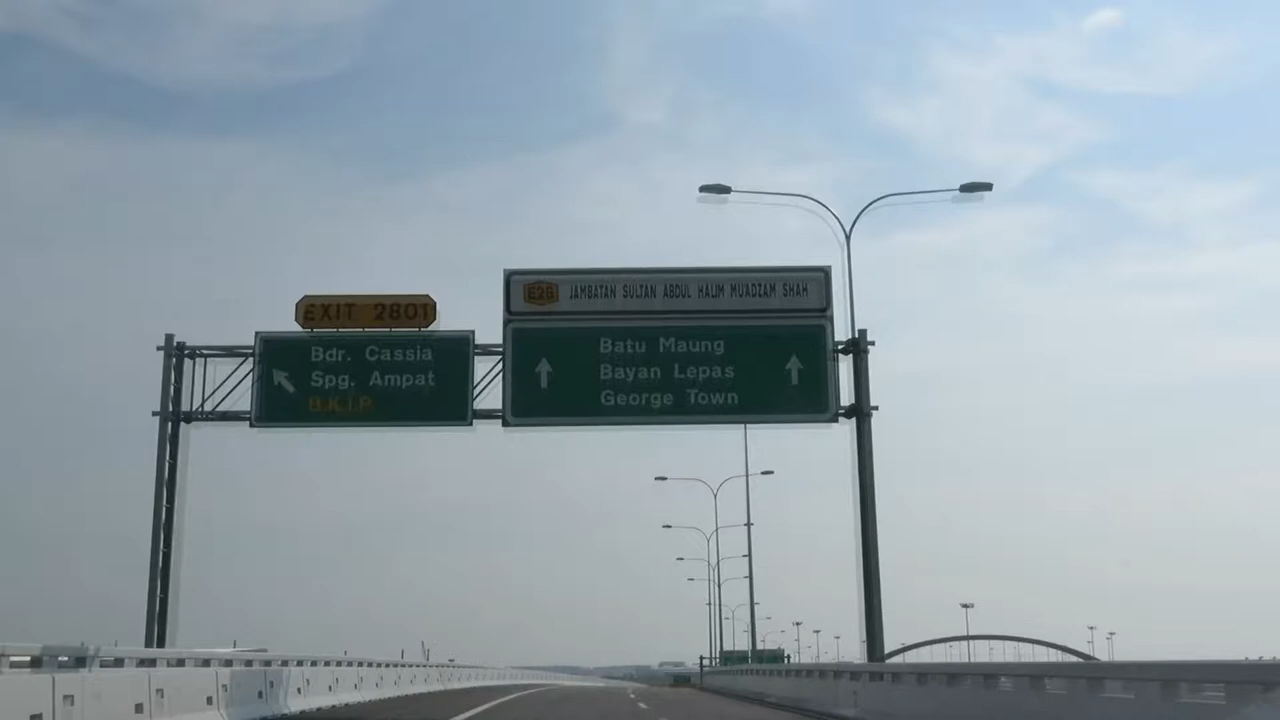 EXIT 2801
Bdr. Cassia
Spg. Ampat
B.K.I.P.
E28 JAMBATAN SULTAN ABDUL HALIM MUADZAM SHAH
Batu Maung
Bayan Lepas
George Town